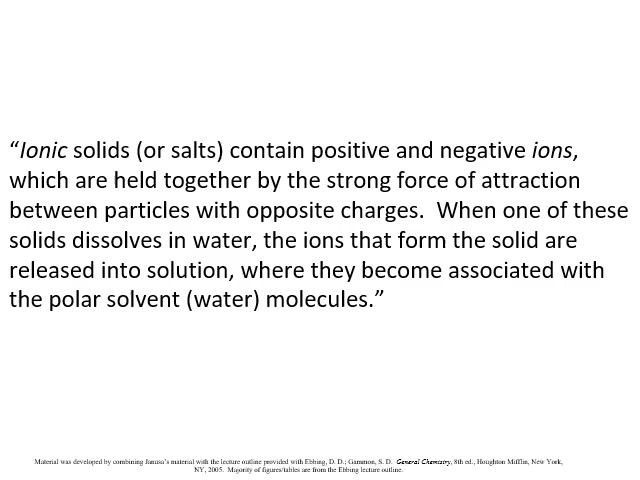 “Ionic solids (or salts) contain positive and negative ions,
which are held together by the strong force of attraction
between particles with opposite charges.  When one of these
solids dissolves in water, the ions that form the solid are
released into solution, where they become associated with
the polar solvent (water) molecules.”
Material was developed by combining Janusa’s material with the lecture outline provided with Ebbing, D. D.; Gammon, S. D.  General Chemistry, 8th ed., Houghton Mifflin, New York,
NY, 2005.  Majority of figures/tables are from the Ebbing lecture outline.